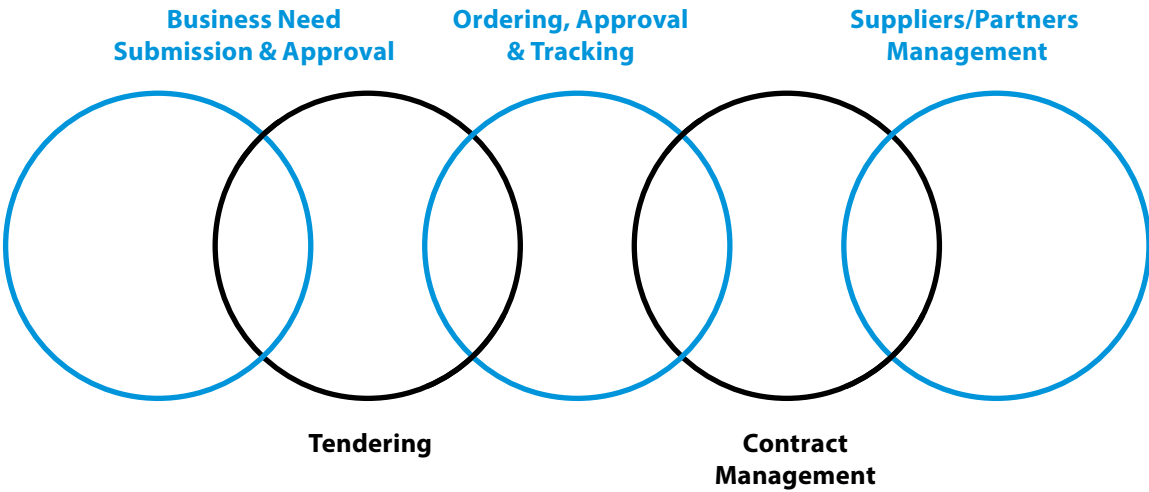 Business Need
Submission & Approval
Ordering, Approval
& Tracking
Suppliers/Partners
Management
Tendering
Contract
Management